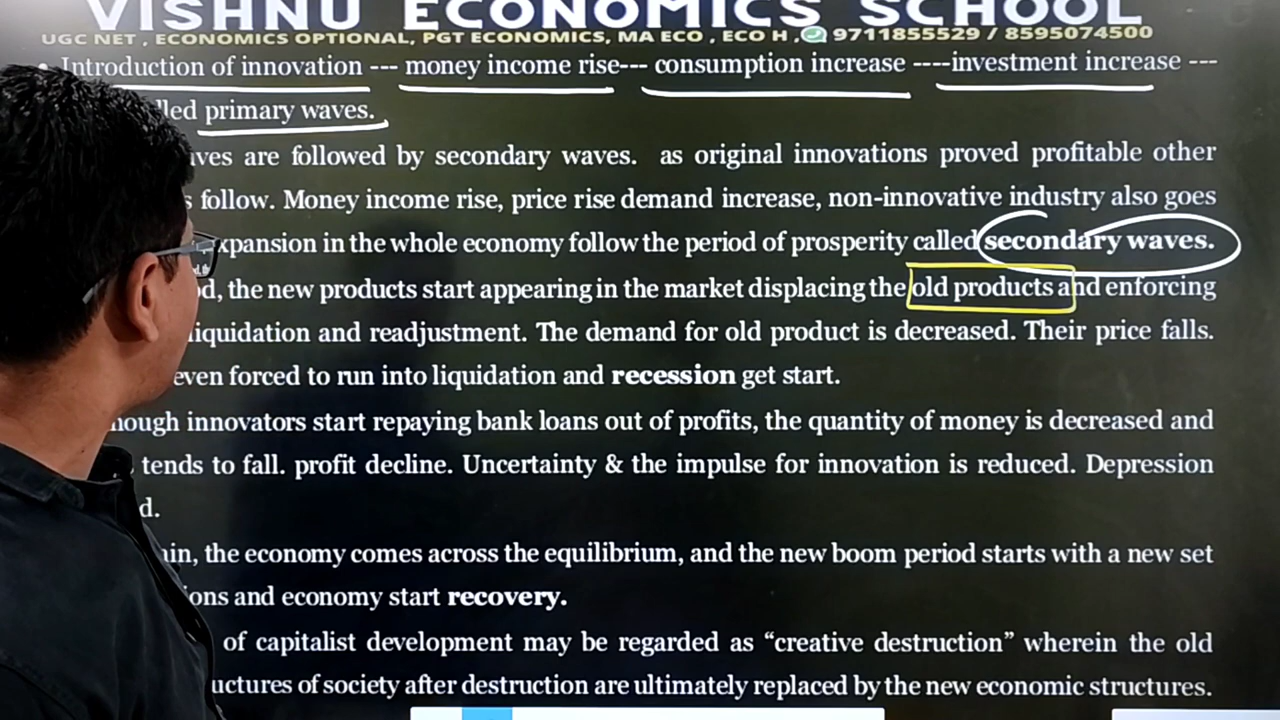 VISHNU ECONOMICS SCHOOL
UGC NET , ECONOMICS OPTIONAL, PGT ECONOMICS, MA ECO , ECO H , 9711855529 / 8595074500
• Introduction of innovation --- money income rise--- consumption increase ----investment increase ---
primary waves.
are followed by secondary waves. as original innovations proved profitable other
follow. Money income rise, price rise demand increase, non-innovative industry also goes
in the whole economy follow the period of prosperity called secondary waves.
the new products start appearing in the market displacing the old products and enforcing
liquidation and readjustment. The demand for old product is decreased. Their price falls.
even forced to run into liquidation and recession get start.
innovators start repaying bank loans out of profits, the quantity of money is decreased and
tends to fall. profit decline. Uncertainty & the impulse for innovation is reduced. Depression
the economy comes across the equilibrium, and the new boom period starts with a new set
and economy start recovery.
of capitalist development may be regarded as “creative destruction” wherein the old
of society after destruction are ultimately replaced by the new economic structures.